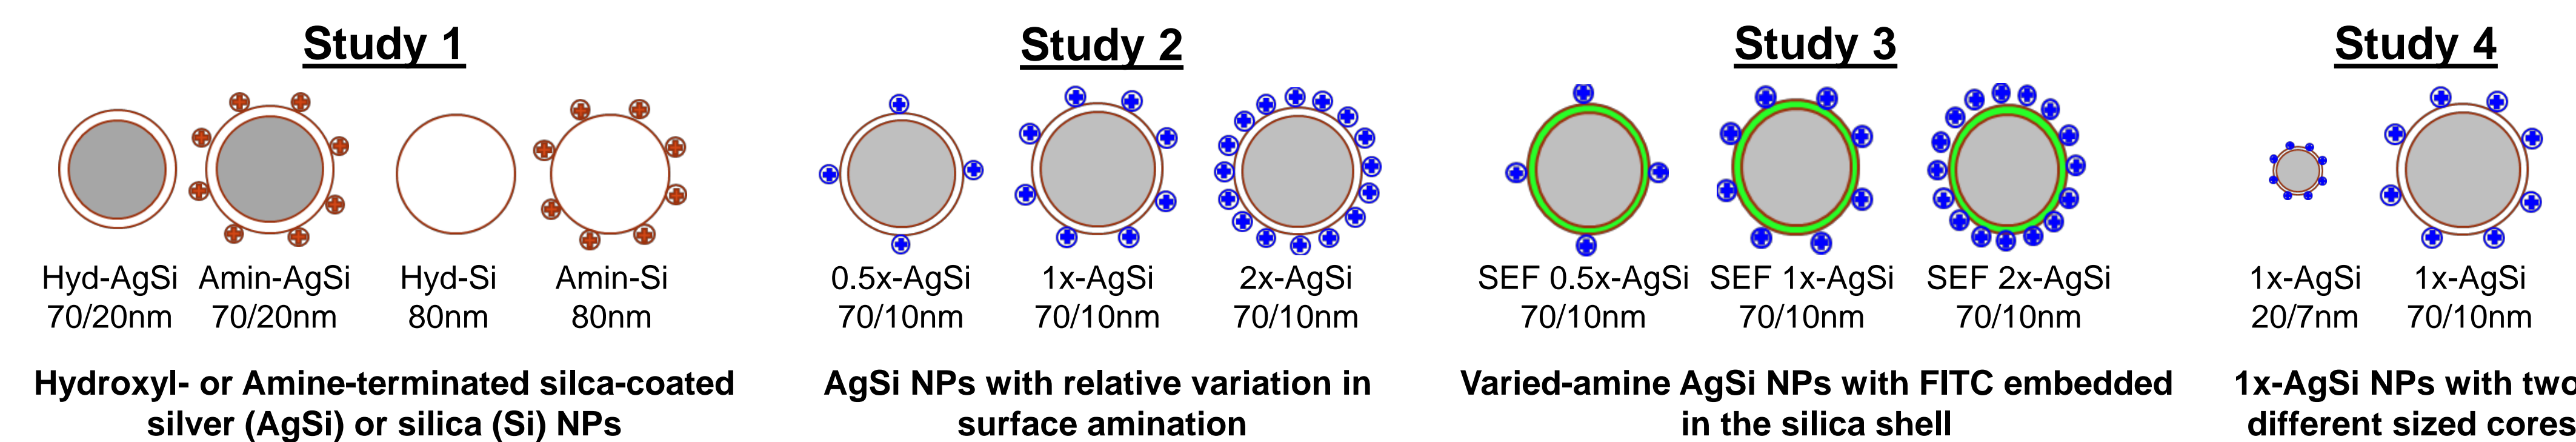 Study 1
Hyd-AgSi Amin-AgSi Hyd-Si Amin-Si
70/20nm 70/20nm 80nm 80nm
Hydroxyl- or Amine-terminated silca-coated
silver (AgSi) or silica (Si) NPs
Study 2
0.5x-AgSi 1x-AgSi 2x-AgSi
70/10nm 70/10nm 70/10nm
AgSi NPs with relative variation in
surface amination
Study 3
SEF 0.5x-AgSi SEF 1x-AgSi SEF 2x-AgSi
70/10nm 70/10nm 70/10nm
Varied-amine AgSi NPs with FITC embedded
in the silica shell
Study 4
1x-AgSi 1x-AgSi
20/7nm 70/10nm
1x-AgSi NPs with two
different sized cores